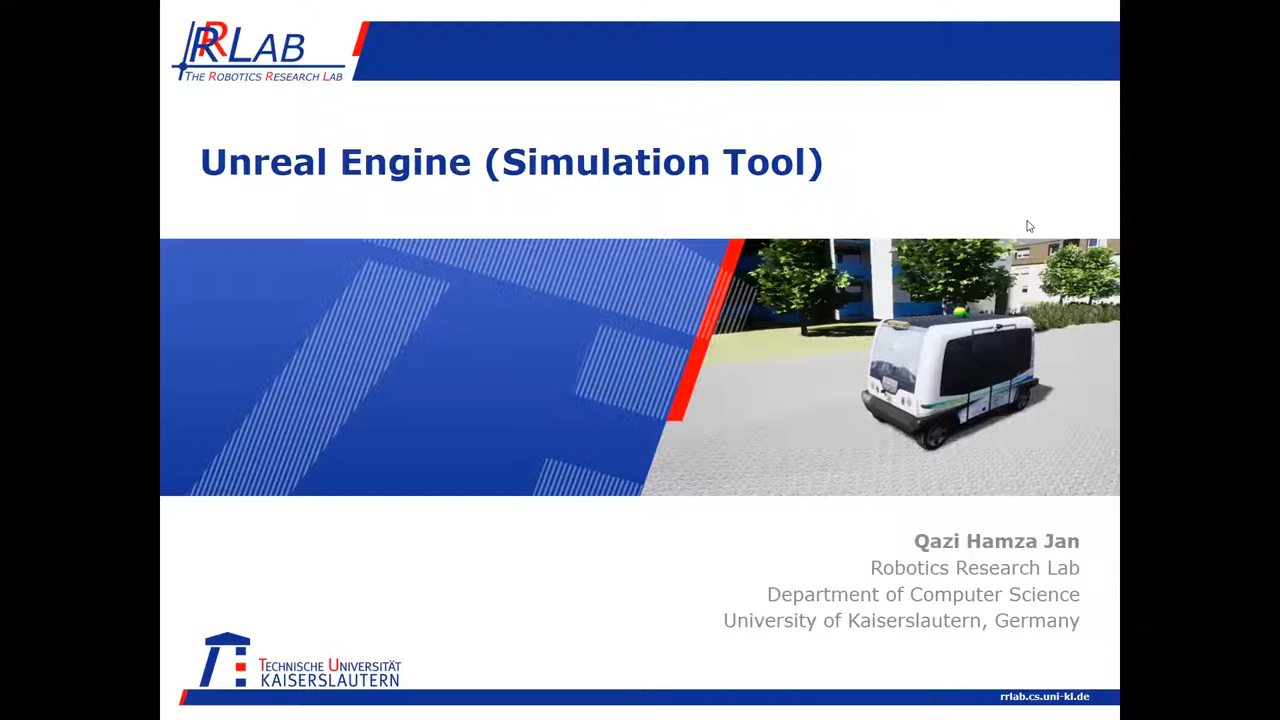 RRLAB
THE ROBOTICS RESEARCH LAB
Unreal Engine (Simulation Tool)
Qazi Hamza Jan
Robotics Research Lab
Department of Computer Science
University of Kaiserslautern, Germany
TECHNISCHE UNIVERSITÄT
KAISERSLAUTERN
rrlab.cs.uni-kl.de